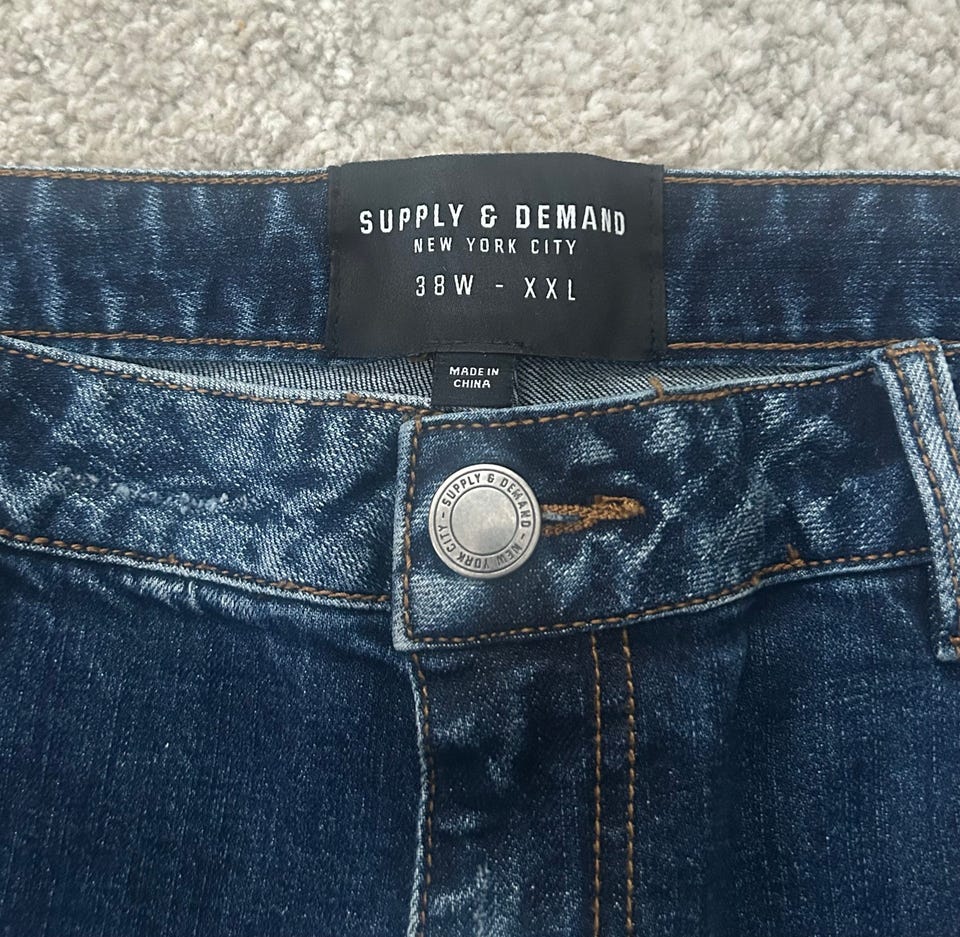 SUPPLY & DEMAND
NEW YORK CITY
38W - XXL
MADE IN
CHINA
SUPPLY & DEMAND - NEW YORK CITY -